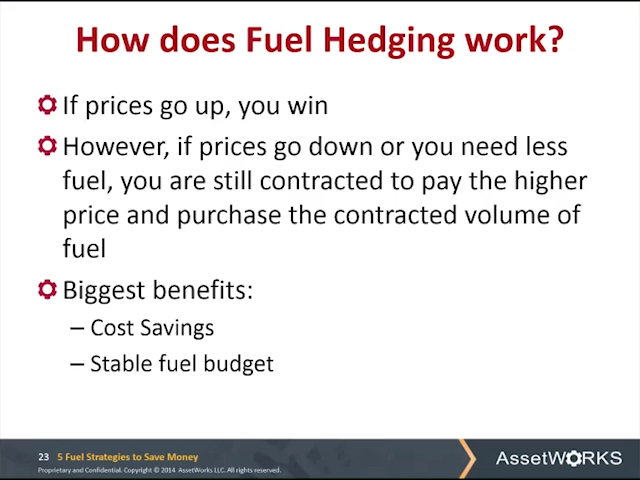 How does Fuel Hedging work?
If prices go up, you win
However, if prices go down or you need less
fuel, you are still contracted to pay the higher
price and purchase the contracted volume of
fuel
Biggest benefits:
– Cost Savings
– Stable fuel budget
23 5 Fuel Strategies to Save Money
Proprietary and Confidential. Copyright © 2014 AssetWorks LLC. All rights reserved.
AssetWORKS